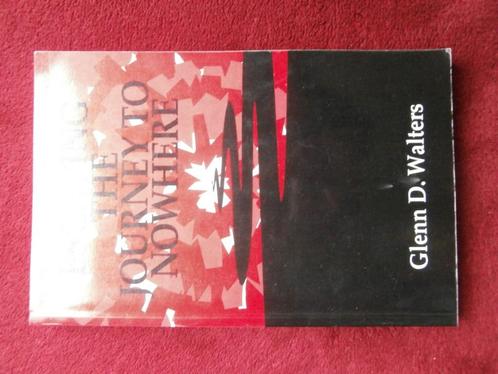 THE
JOURNEY TO
NOWHERE
Glenn D. Walters